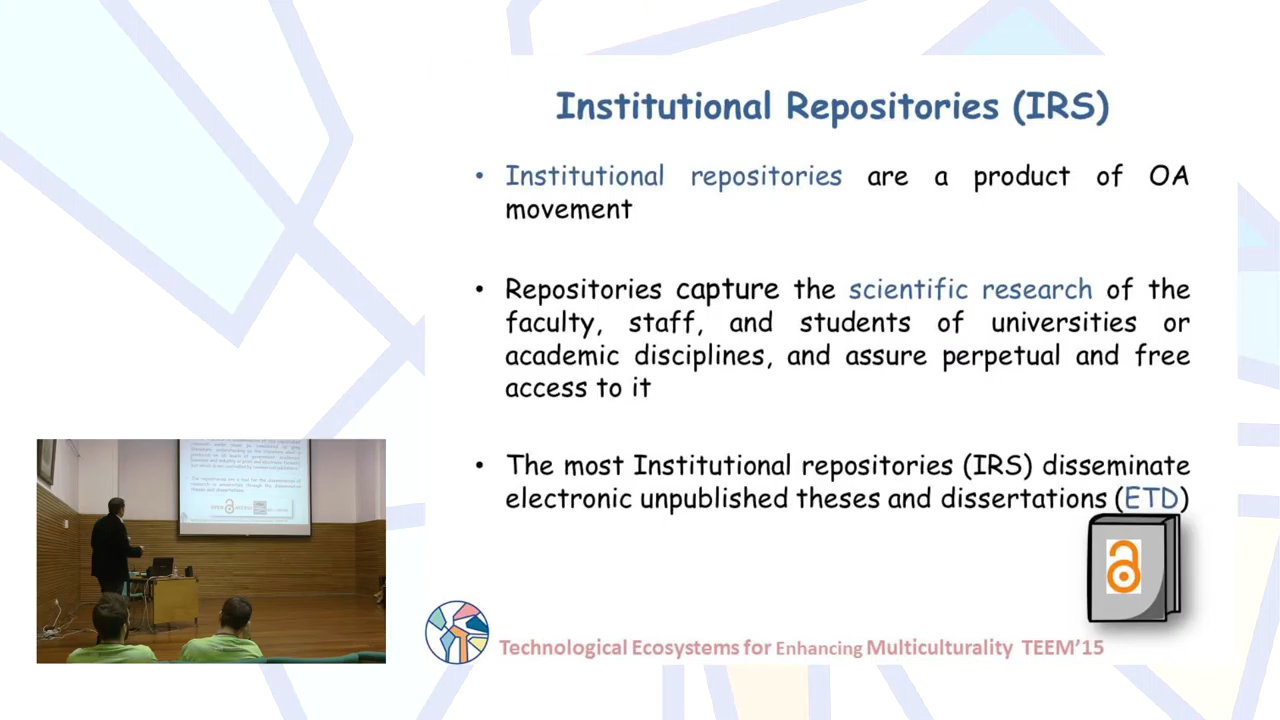 Institutional Repositories (IRS)
• Institutional repositories are a product of OA
movement
• Repositories capture the scientific research of the
faculty, staff, and students of universities or
academic disciplines, and assure perpetual and free
access to it
• The most Institutional repositories (IRS) disseminate
electronic unpublished theses and dissertations (ETD)
Technological Ecosystems for Enhancing Multiculturality TEEM'15